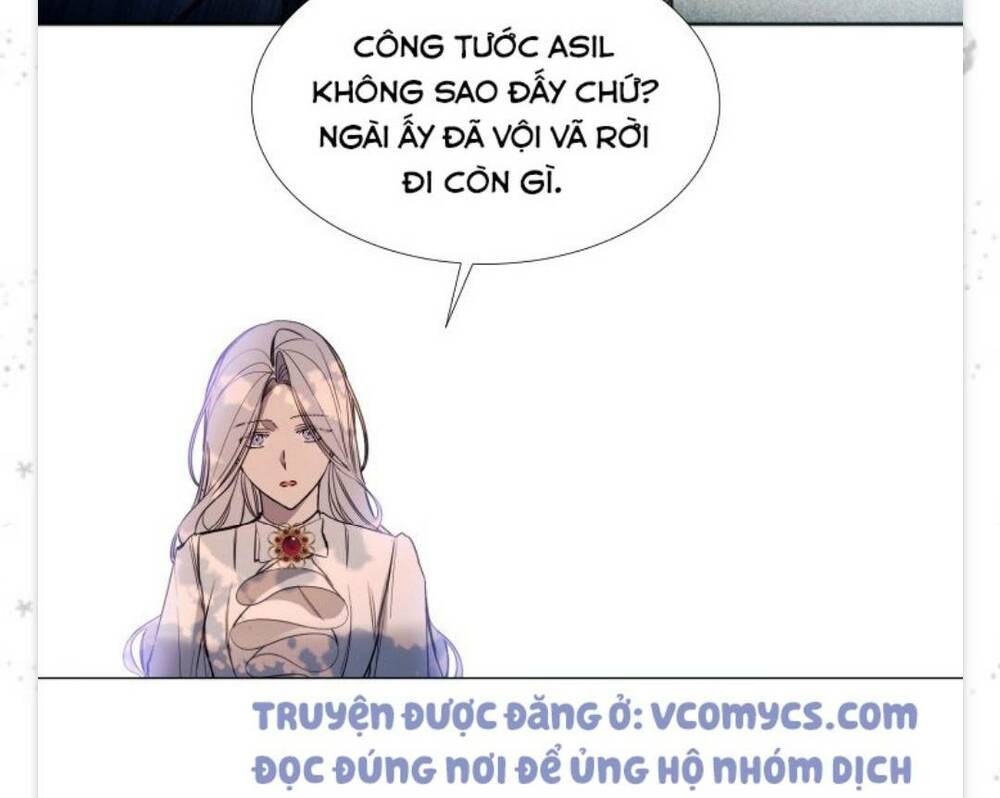 CÔNG TƯỚC ASIL
KHÔNG SAO ĐẤY CHỨ?
NGÀI ẤY ĐÃ VỘI VÃ RỜI
ĐI CÒN GÌ.
TRUYỆN ĐƯỢC ĐĂNG Ở: VCOMYCS.COM
ĐỌC ĐÚNG NƠI ĐỂ ỦNG HỘ NHÓM DỊCH